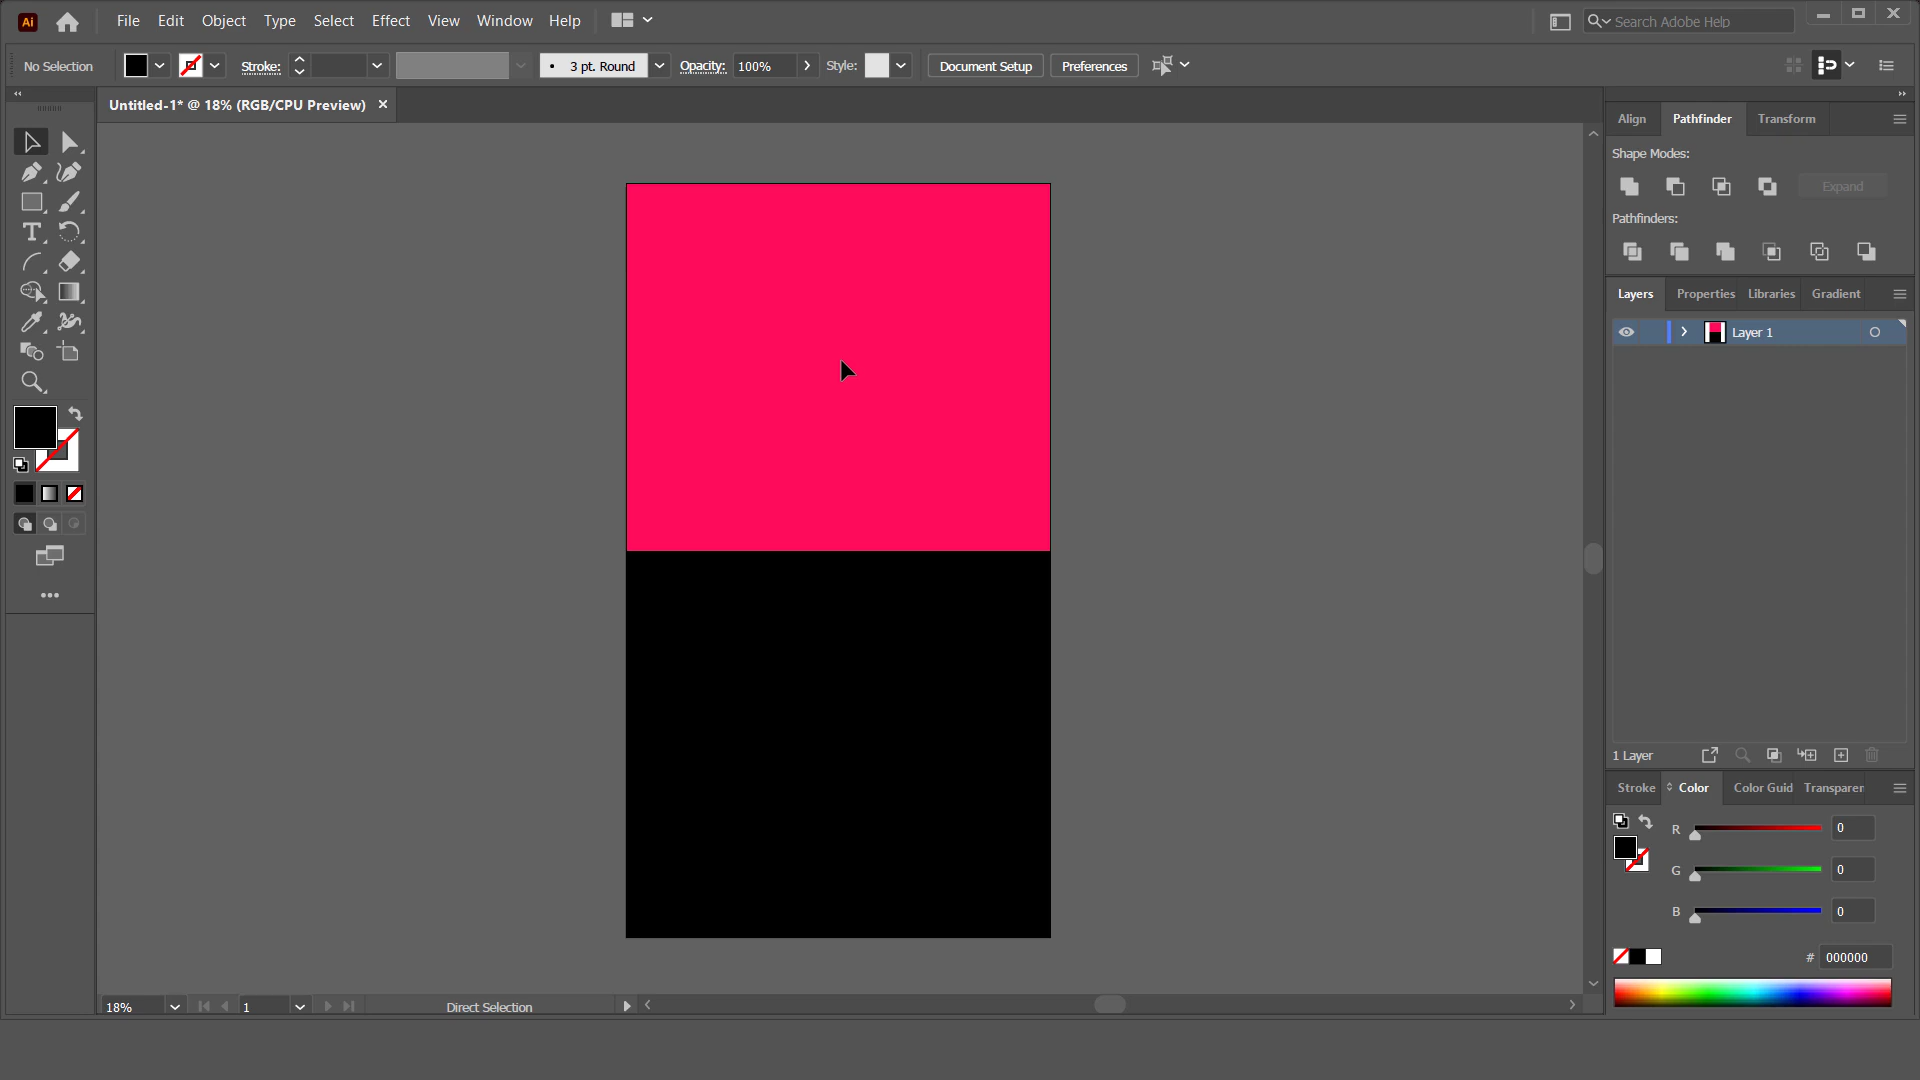 Ai File Edit Object Type Select Effect View Window Help Search Adobe Help
No Selection Stroke: 3 pt. Round Opacity: 100% Style: Document Setup Preferences
Untitled-1* @ 18% (RGB/CPU Preview)
Align Pathfinder Transform
Shape Modes:
Expand
Pathfinders:
Layers Properties Libraries Gradient
Layer 1
1 Layer
Stroke Color Color Guid Transparen
R 0
G 0
B 0
# 000000
18% 1 Direct Selection